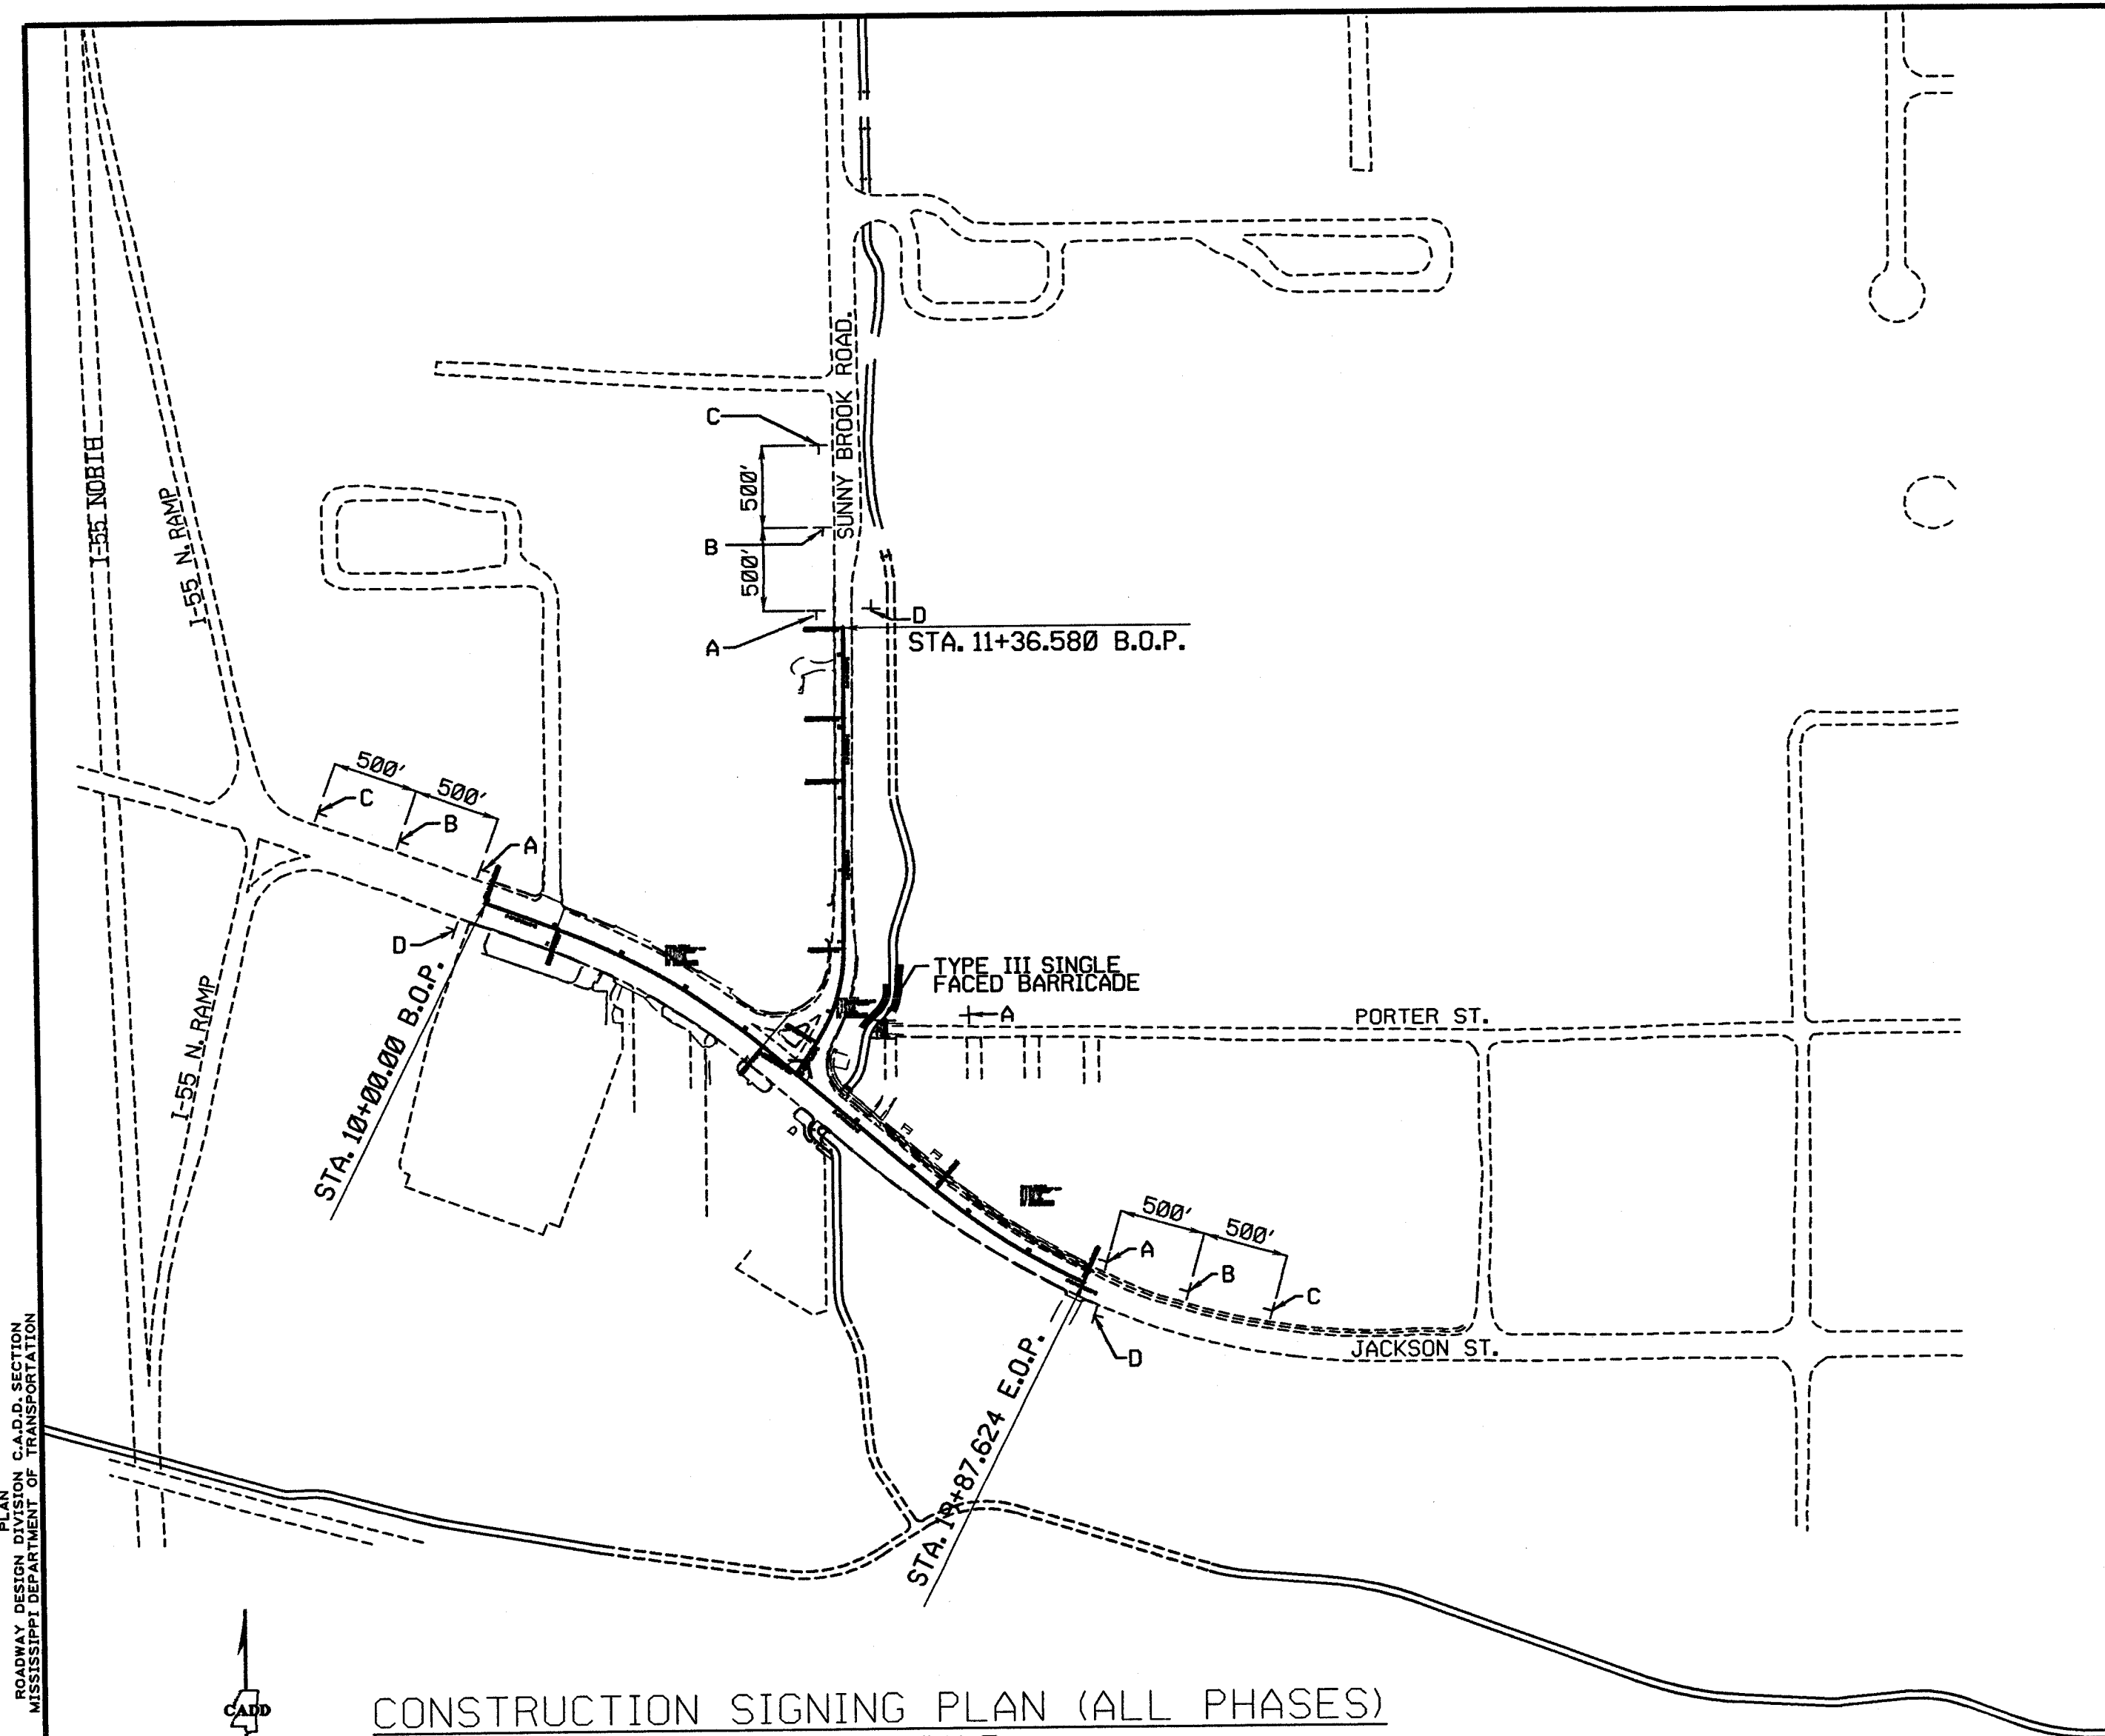 SUNNY BROOK ROAD.
C
500'
B
500'
A
D
STA. 11+36.580 B.O.P.
I-55 N. RAMP
500'
500'
C
B
A
D
STA. 10+00.00 B.O.P.
I-55 N. RAMP
TYPE III SINGLE
FACED BARRICADE
A
PORTER ST.
500'
500'
A
B
C
D
JACKSON ST.
E.O.P.
PLAN
ROADWAY DESIGN DIVISION C.A.D.D. SECTION
MISSISSIPPI DEPARTMENT OF TRANSPORTATION
CADD
CONSTRUCTION SIGNING PLAN (ALL PHASES)